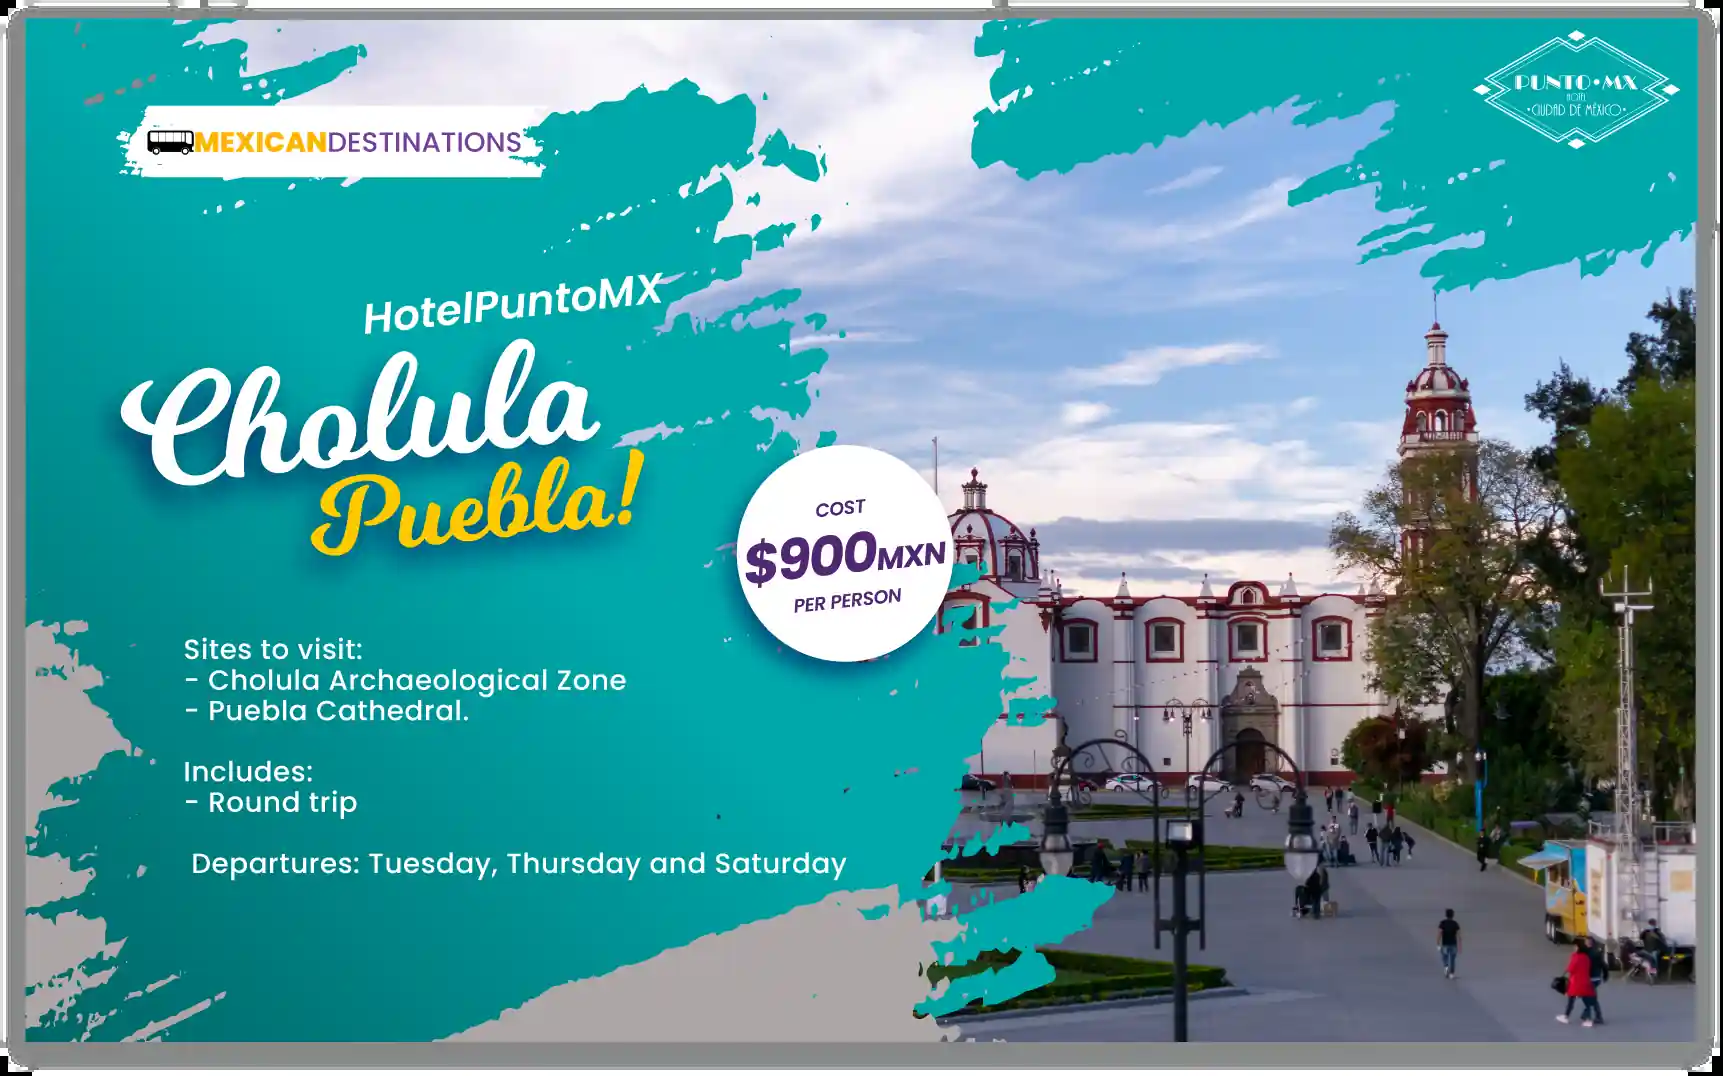 PUNTO•MX
HOTEL
•CIUDAD DE MÉXICO•
MEXICANDESTINATIONS
HotelPuntoMX
Cholula
Puebla!
COST
$900MXN
PER PERSON
Sites to visit:
- Cholula Archaeological Zone
- Puebla Cathedral.
Includes:
- Round trip
Departures: Tuesday, Thursday and Saturday